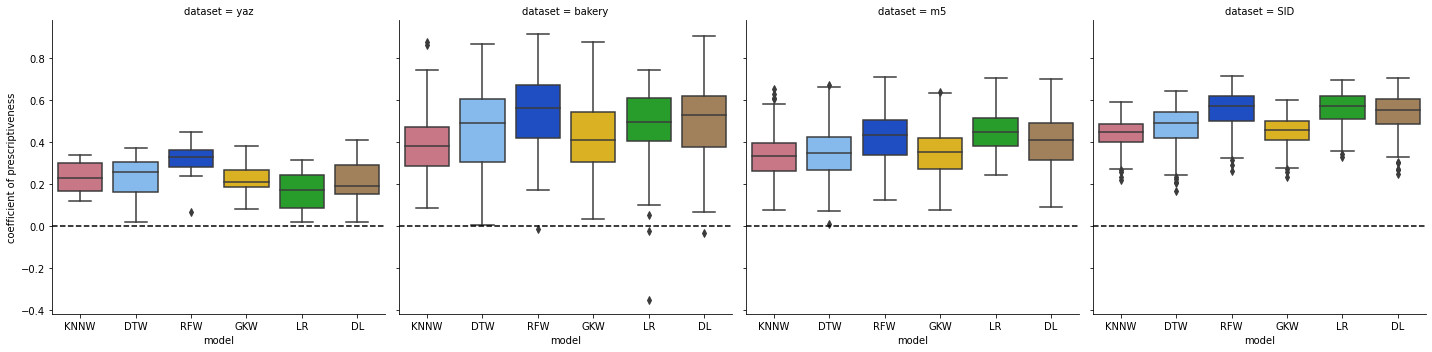 dataset = yaz
dataset = bakery
dataset = m5
dataset = SID
coefficient of prescriptiveness
0.8
0.6
0.4
0.2
0.0
−0.2
−0.4
KNNW DTW RFW GKW LR DL
model
KNNW DTW RFW GKW LR DL
model
KNNW DTW RFW GKW LR DL
model
KNNW DTW RFW GKW LR DL
model